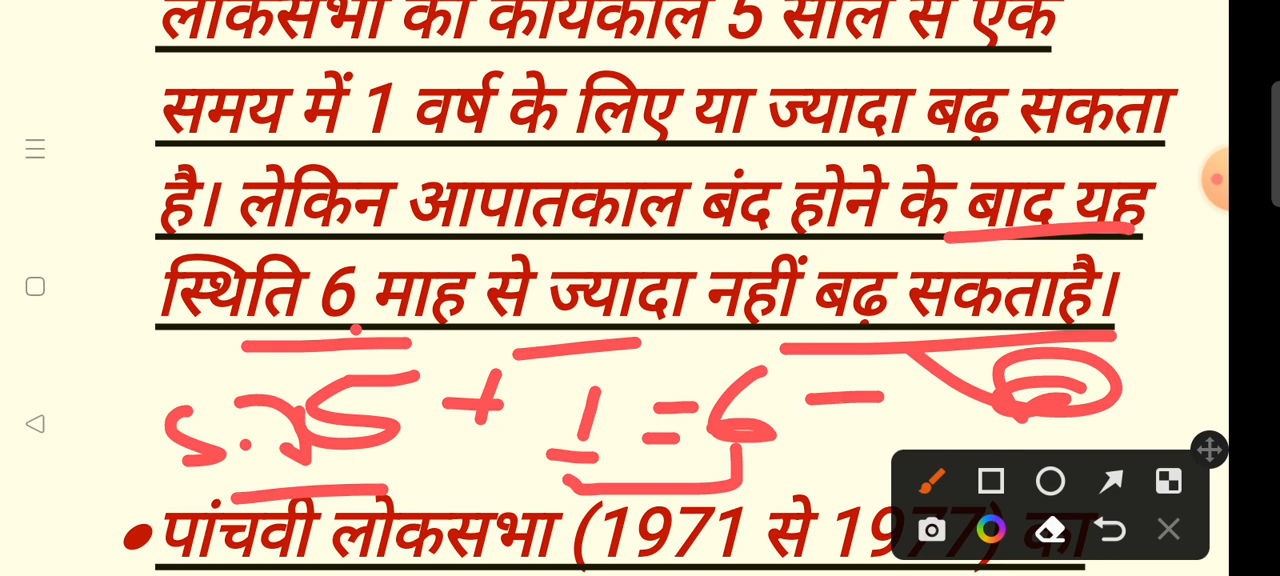 लोकसभा का कार्यकाल 5 साल से एक
समय में 1 वर्ष के लिए या ज्यादा बढ़ सकता
है। लेकिन आपातकाल बंद होने के बाद यह
स्थिति 6 माह से ज्यादा नहीं बढ़ सकताहै।
5 + 1 = 6 -
• पांचवी लोकसभा (1971 से 1977) का